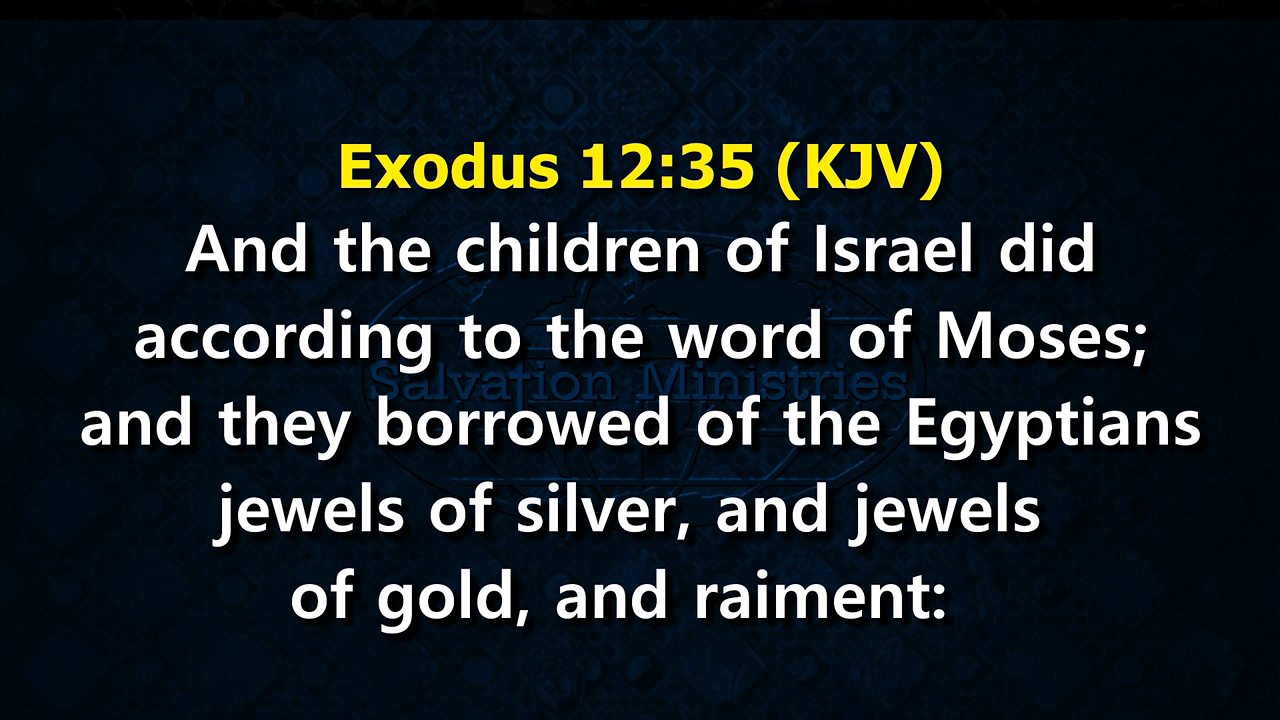 Exodus 12:35 (KJV)
And the children of Israel did
according to the word of Moses;
Salvation Ministries
and they borrowed of the Egyptians
jewels of silver, and jewels
of gold, and raiment: